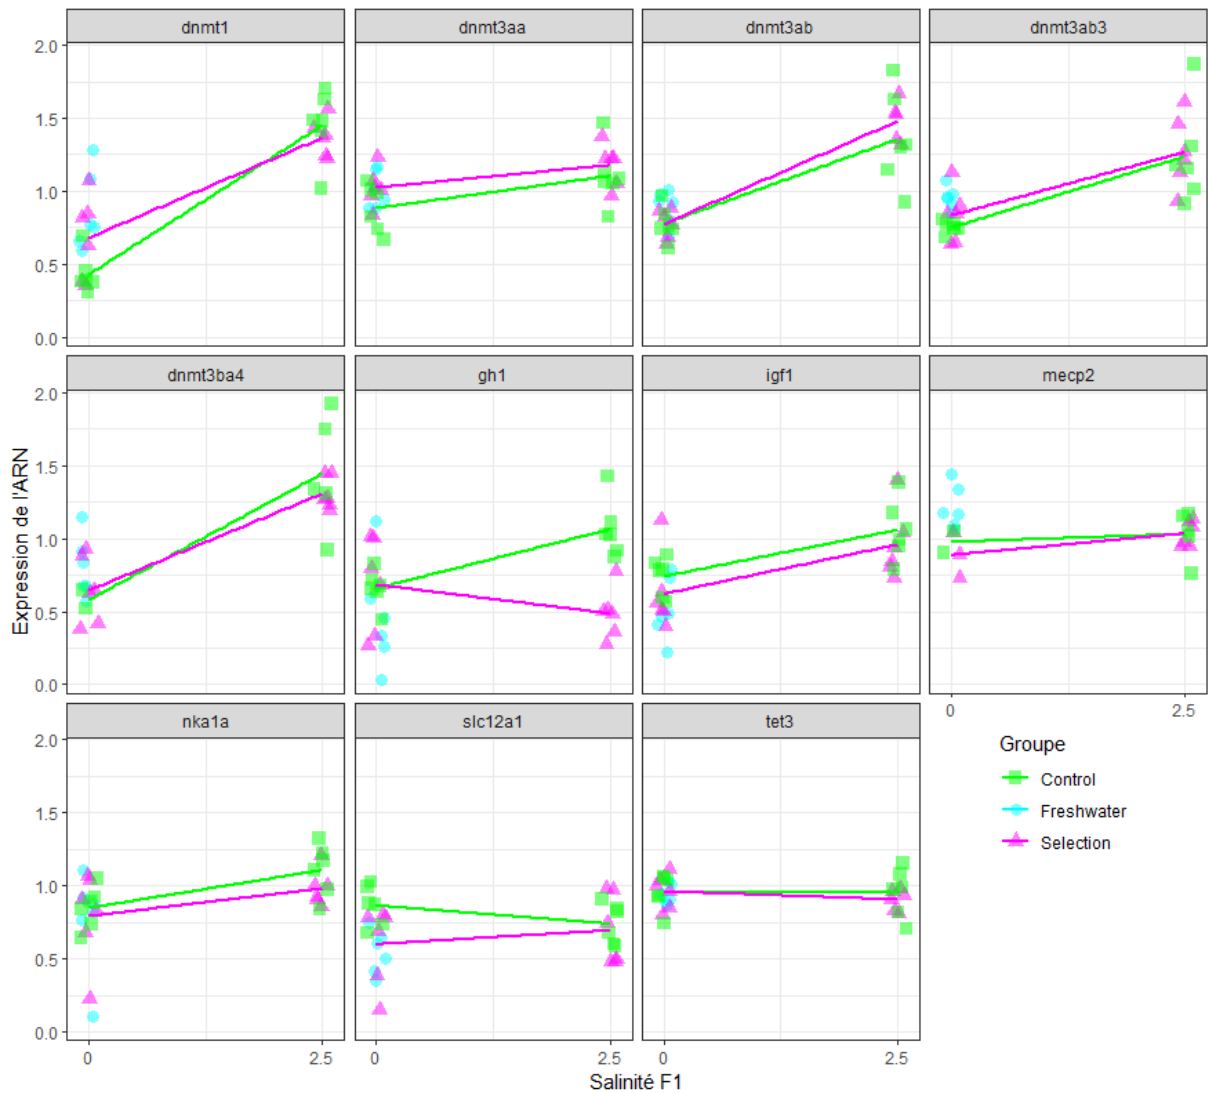 dnmt1 dnmt3aa dnmt3ab dnmt3ab3
2.0
1.5
1.0
0.5
0.0
dnmt3ba4 gh1 igf1 mecp2
2.0
1.5
1.0
0.5
0.0
0 2.5
Expression de l'ARN
nka1a slc12a1 tet3
2.0
1.5
1.0
0.5
0.0
0 2.5 0 2.5 0 2.5
Salinité F1
Groupe
Control
Freshwater
Selection